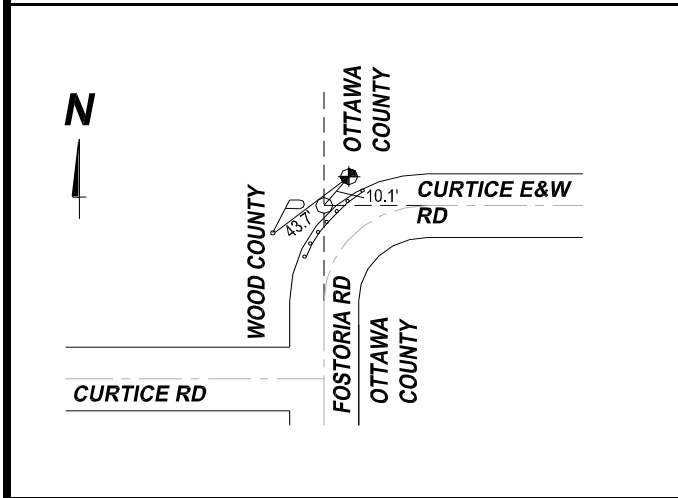 N
OTTAWA
COUNTY
10.1'
CURTICE E&W
RD
43.7'
WOOD COUNTY
FOSTORIA RD
OTTAWA
COUNTY
CURTICE RD